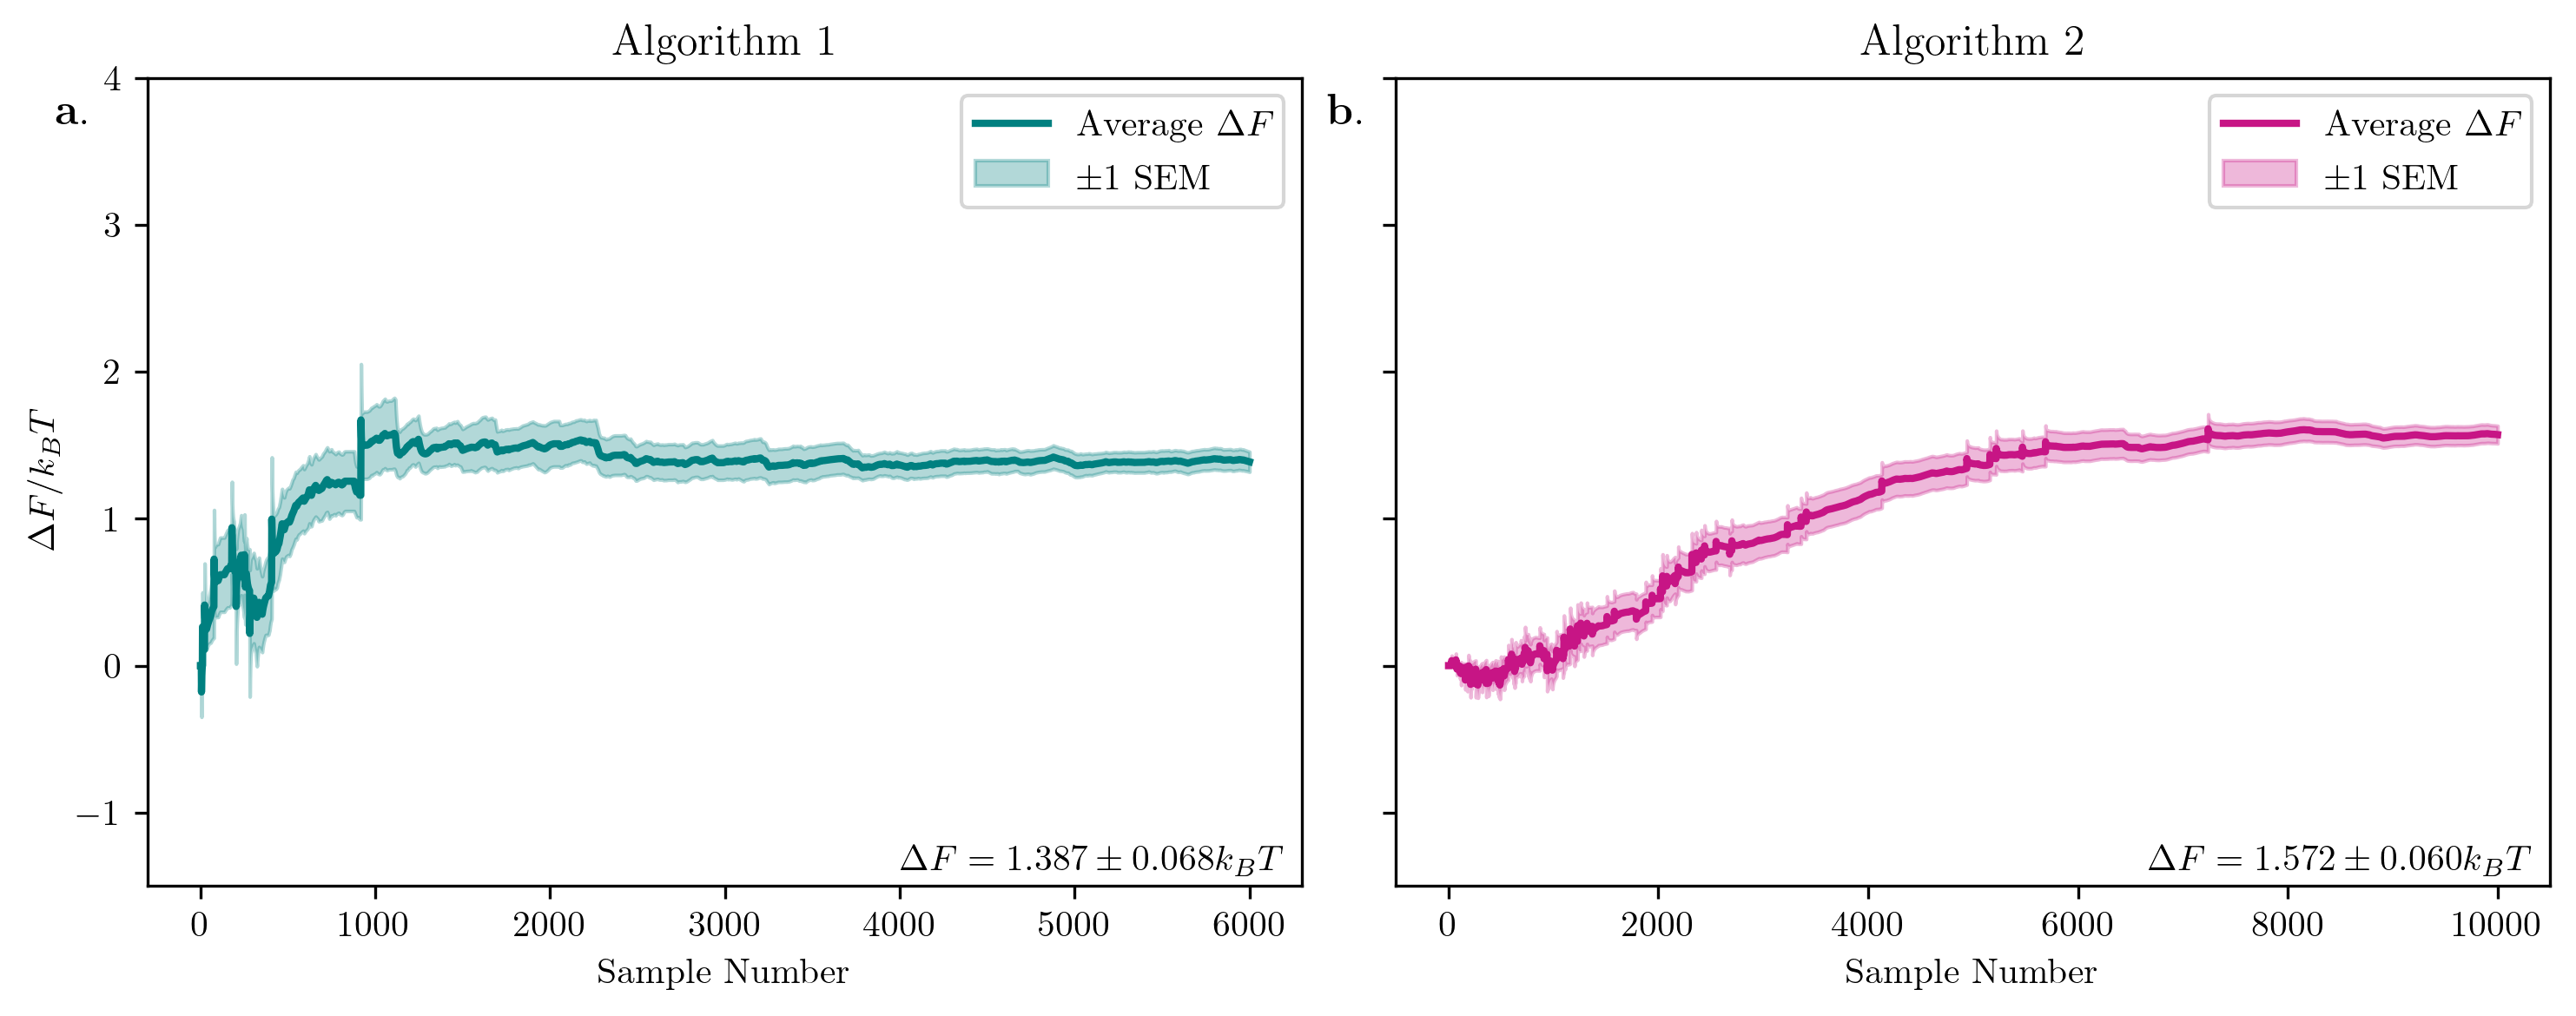 Algorithm 1
a.
Average ΔF
±1 SEM
4
3
2
1
0
−1
ΔF/k_BT
ΔF = 1.387 ± 0.068k_BT
0 1000 2000 3000 4000 5000 6000
Sample Number
Algorithm 2
b.
Average ΔF
±1 SEM
ΔF = 1.572 ± 0.060k_BT
0 2000 4000 6000 8000 10000
Sample Number